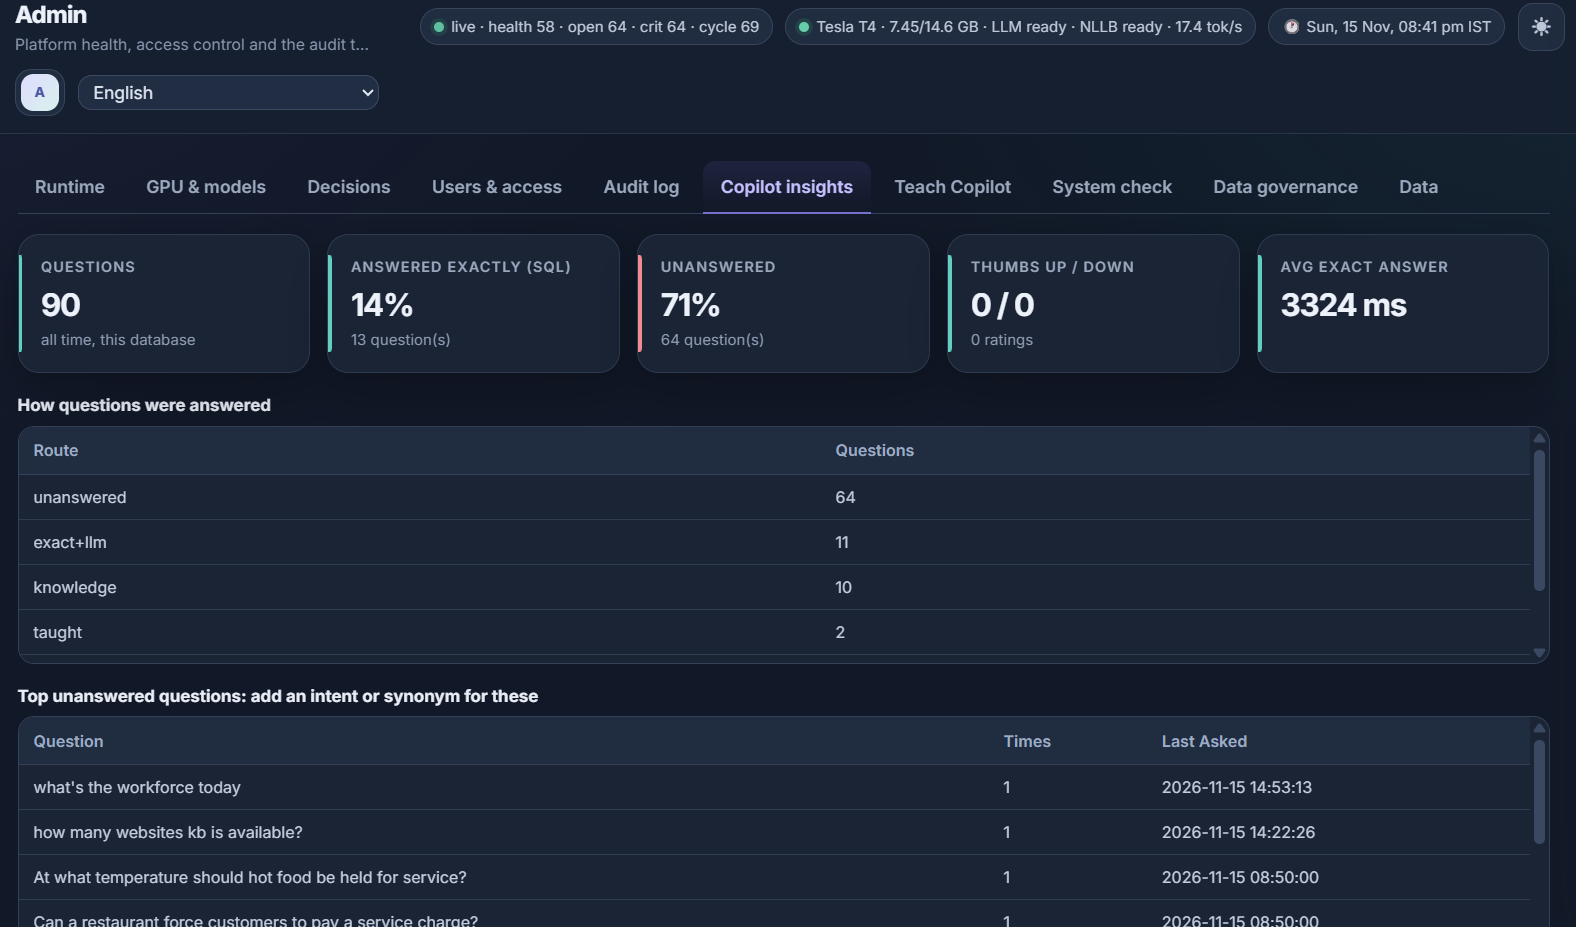 Admin
Platform health, access control and the audit t...
live · health 58 · open 64 · crit 64 · cycle 69
Tesla T4 · 7.45/14.6 GB · LLM ready · NLLB ready · 17.4 tok/s
Sun, 15 Nov, 08:41 pm IST
A
English
Runtime
GPU & models
Decisions
Users & access
Audit log
Copilot insights
Teach Copilot
System check
Data governance
Data
QUESTIONS
90
all time, this database
ANSWERED EXACTLY (SQL)
14%
13 question(s)
UNANSWERED
71%
64 question(s)
THUMBS UP / DOWN
0 / 0
0 ratings
AVG EXACT ANSWER
3324 ms
How questions were answered
Route Questions
unanswered 64
exact+llm 11
knowledge 10
taught 2
Top unanswered questions: add an intent or synonym for these
Question Times Last Asked
what's the workforce today 1 2026-11-15 14:53:13
how many websites kb is available? 1 2026-11-15 14:22:26
At what temperature should hot food be held for service? 1 2026-11-15 08:50:00
Can a restaurant force customers to pay a service charge? 1 2026-11-15 08:50:00